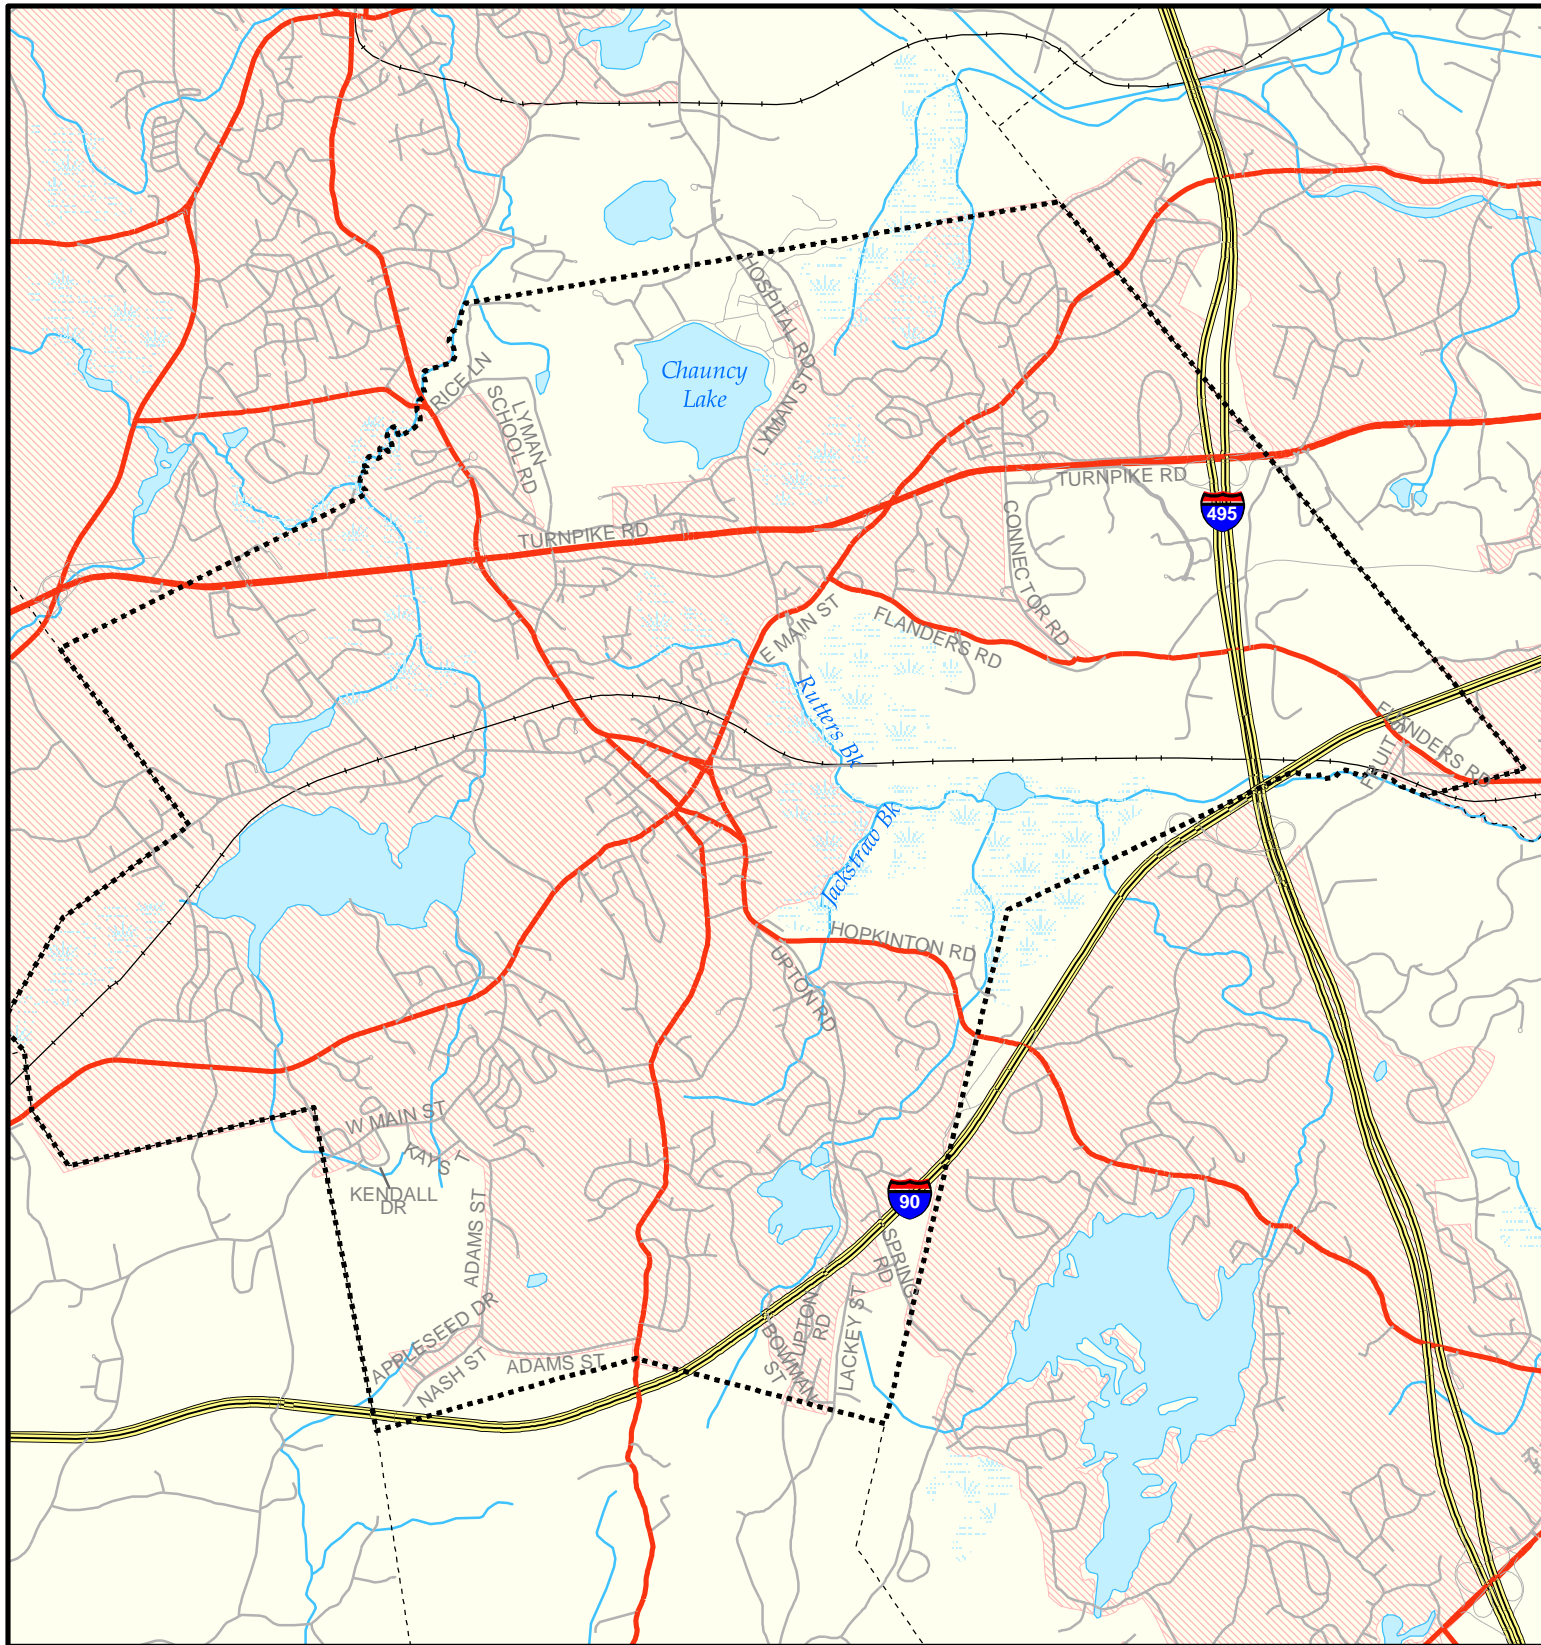 HOSPITAL RD
Chauncy
Lake
RICE LN
LYMAN
SCHOOL RD
LYMAN ST
TURNPIKE RD
495
TURNPIKE RD
CONNECTOR RD
E MAIN ST
FLANDERS RD
Rutters Bk
FLANDERS RD
FRUIT
Jackstraw Bk
HOPKINTON RD
UPTON RD
W MAIN ST
KAY ST
KENDALL
DR
ADAMS ST
90
SPRING
RD
APPLESEED DR
NASH ST
ADAMS ST
BOWMAN
ST
UPTON
RD
LACKEY ST